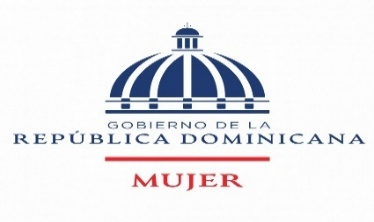 GOBIERNO DE LA
REPÚBLICA DOMINICANA
MUJER